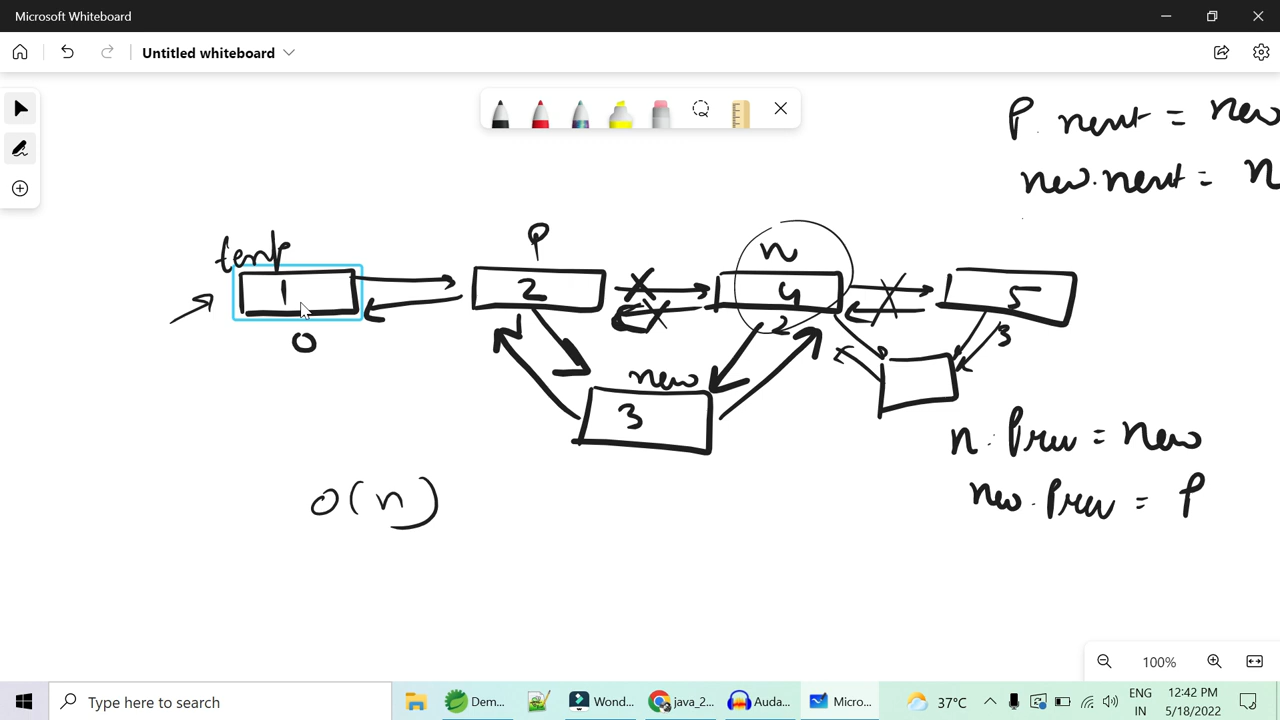 Microsoft Whiteboard
Untitled whiteboard
P. next = new
new.next = n
temp
P
n
1
2
4
5
0
2
3
new
3
n.Prev = new
new.Prev = P
O(n)
100%
Type here to search
Dem...
Wond...
java_2...
Auda...
Micro...
37°C
ENG
IN
12:42 PM
5/18/2022